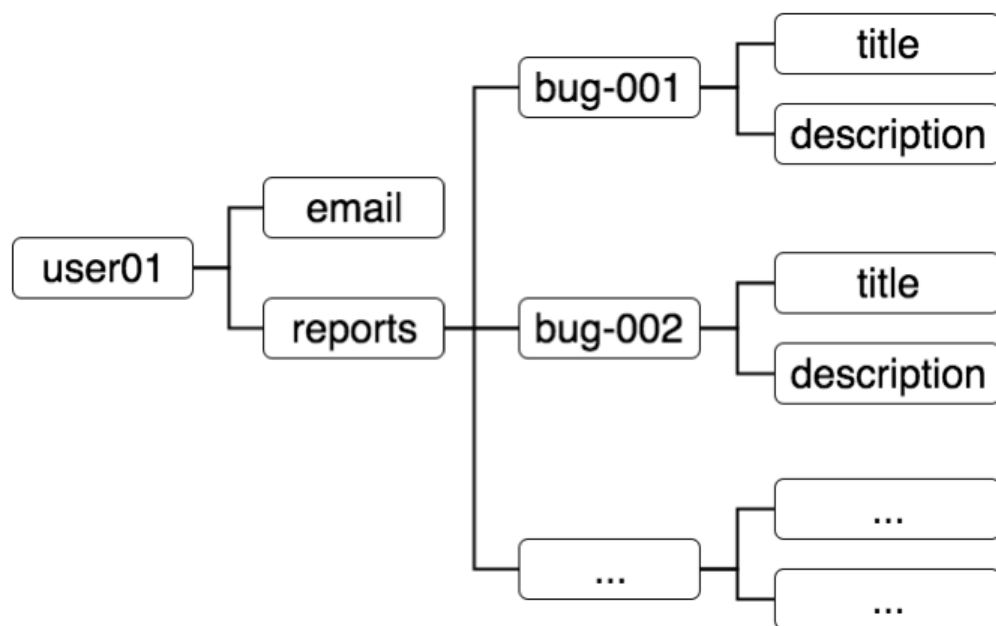 user01
email
reports
bug-001
title
description
bug-002
title
description
...
...
...